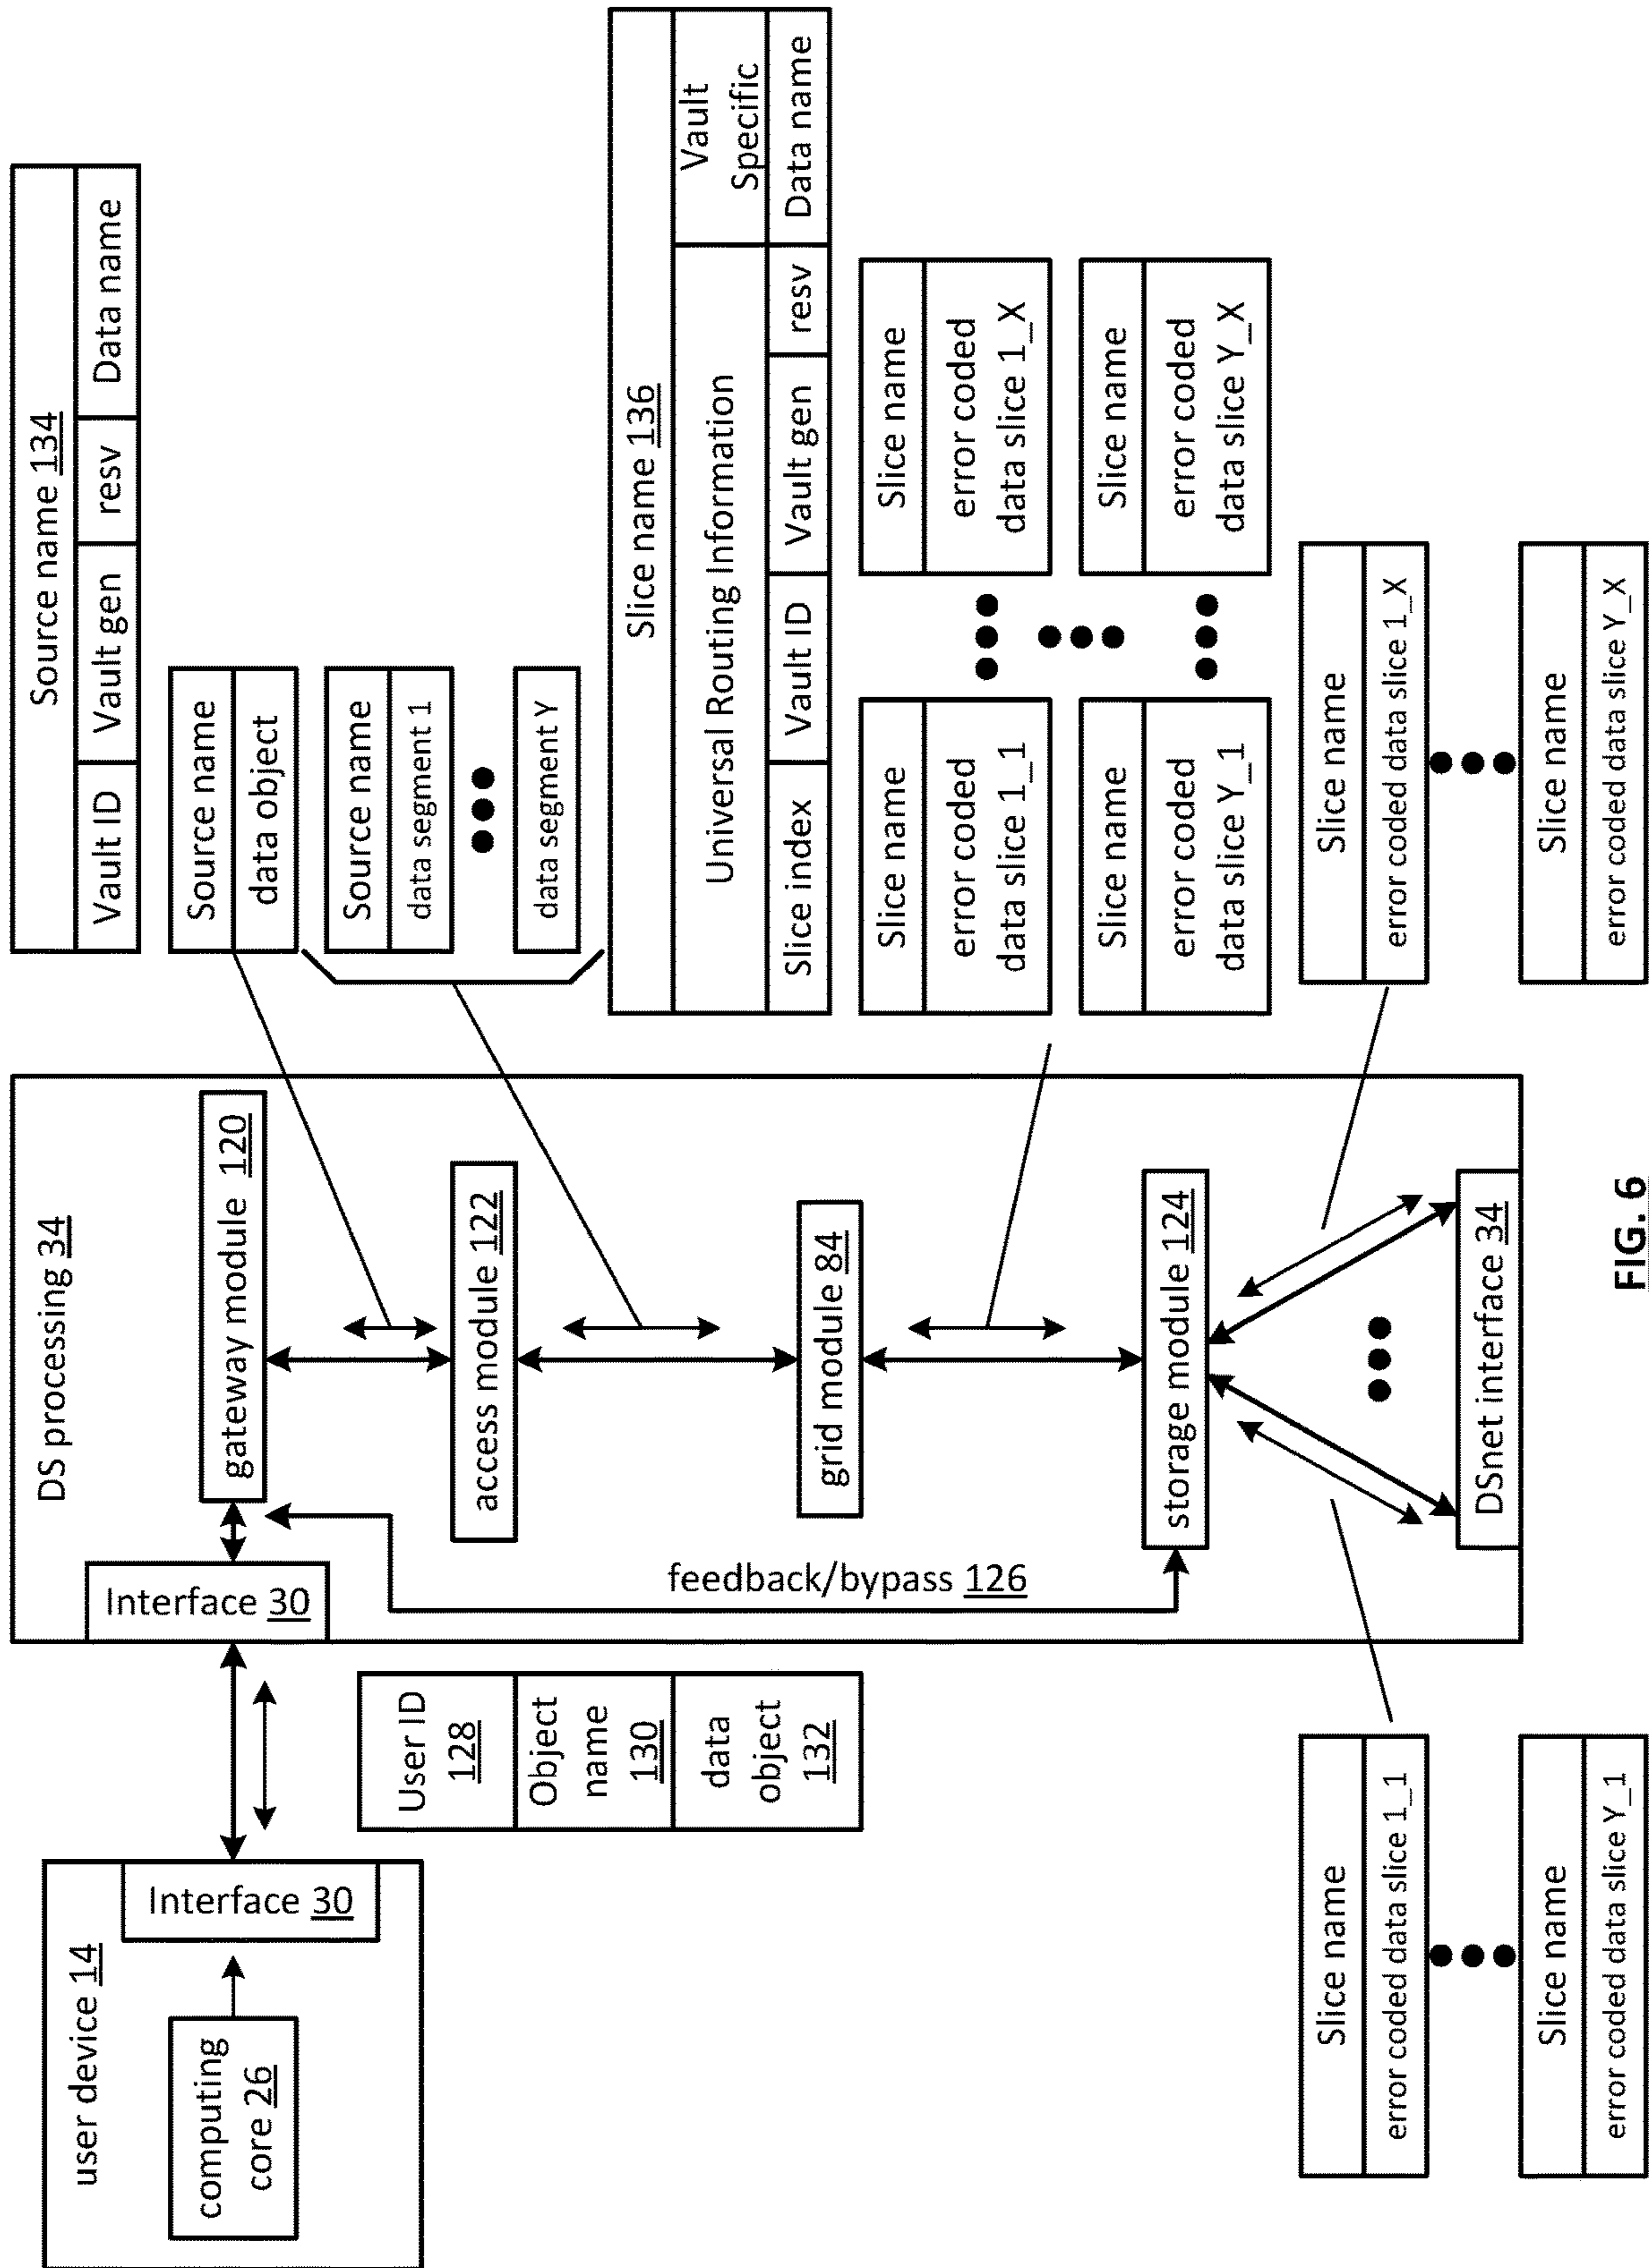 user device 14
computing
core 26
Interface 30
User ID
128
Object
name
130
data
object
132
DS processing 34
Interface 30
gateway module 120
access module 122
grid module 84
storage module 124
DSnet interface 34
feedback/bypass 126
Source name 134
Vault ID
Vault gen
resv
Data name
Source name
data object
Source name
data segment 1
data segment Y
Slice name 136
Universal Routing Information
Vault
Specific
Slice index
Vault ID
Vault gen
resv
Data name
Slice name
error coded
data slice 1_1
Slice name
error coded
data slice 1_X
Slice name
error coded
data slice Y_1
Slice name
error coded
data slice Y_X
Slice name
error coded data slice 1_1
Slice name
error coded data slice Y_1
Slice name
error coded data slice 1_X
Slice name
error coded data slice Y_X
FIG. 6